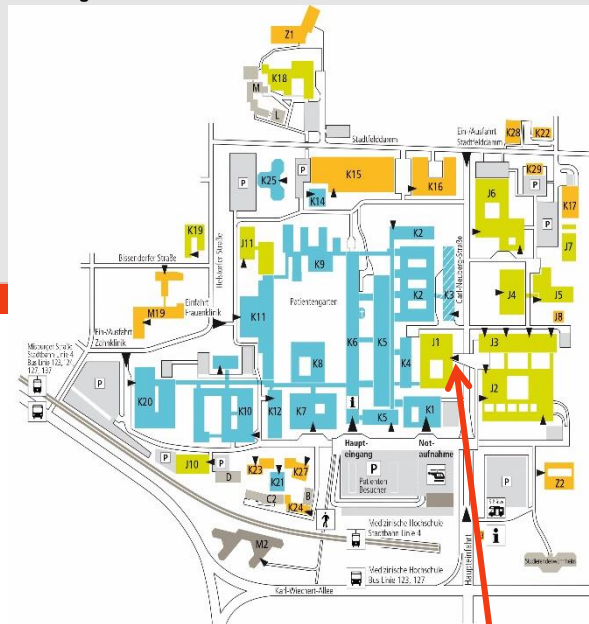 Z1
K18
M
L
Stadtfelddamm
Ein-/Ausfahrt
Stadtfelddamm
K28
K22
P
K25
P
K15
K14
K16
K29
P
K17
J6
P
J7
K19
J11
K2
K9
Bissendorfer Straße
Patientengarten
K2
K3
Carl-Neuberg-Straße
J4
J5
J8
M19
Einfahrt
Frauenklinik
K11
K6
K5
Ein-/Ausfahrt
Zahnklinik
Misburger Straße
Stadtbahn Linie 4
Bus Linie 123, 124
127, 137
K8
K4
J1
J3
P
K20
K10
K12
K7
i
K5
K1
J2
Haupt-
eingang
Not-
aufnahme
P
J10
P
D
K23
K27
K21
C2
B
K24
P
Patienten
Besucher
P
Z2
M2
Medizinische Hochschule
Stadtbahn Linie 4
i
Haupteinfahrt
Medizinische Hochschule
Bus Linie 123, 127
Karl-Wiechert-Allee